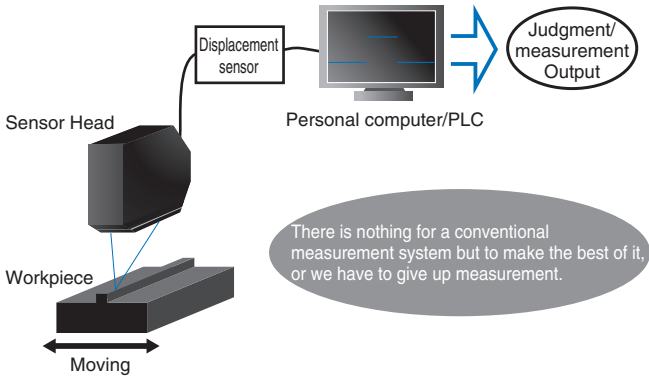 Displacement
sensor
Judgment/
measurement
Output
Sensor Head
Personal computer/PLC
There is nothing for a conventional
measurement system but to make the best of it,
or we have to give up measurement.
Workpiece
Moving